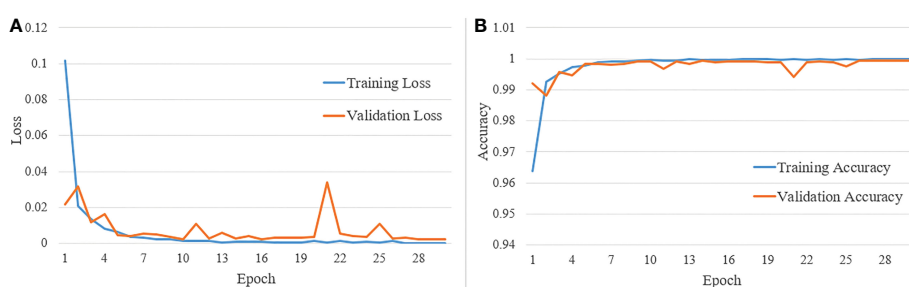 A
0.12
0.1
0.08
0.06
0.04
0.02
0
Loss
Training Loss
Validation Loss
1 4 7 10 13 16 19 22 25 28
Epoch
B
1.01
1
0.99
0.98
0.97
0.96
0.95
0.94
Accuracy
Training Accuracy
Validation Accuracy
1 4 7 10 13 16 19 22 25 28
Epoch